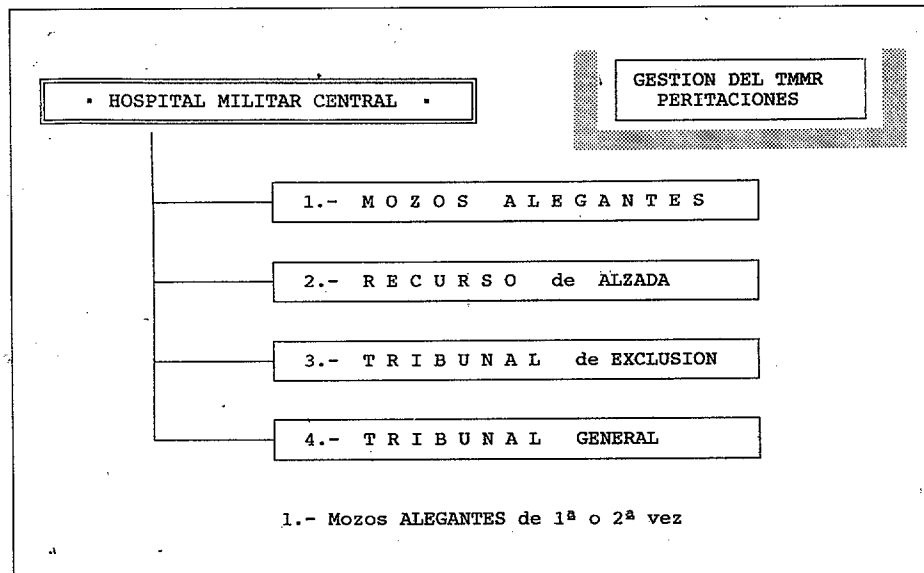 · HOSPITAL MILITAR CENTRAL ·
GESTION DEL TMMR
PERITACIONES
1.- M O Z O S   A L E G A N T E S
2.- R E C U R S O   de ALZADA
3.- T R I B U N A L   de EXCLUSION
4.- T R I B U N A L   GENERAL
1.- Mozos ALEGANTES de 1ª o 2ª vez